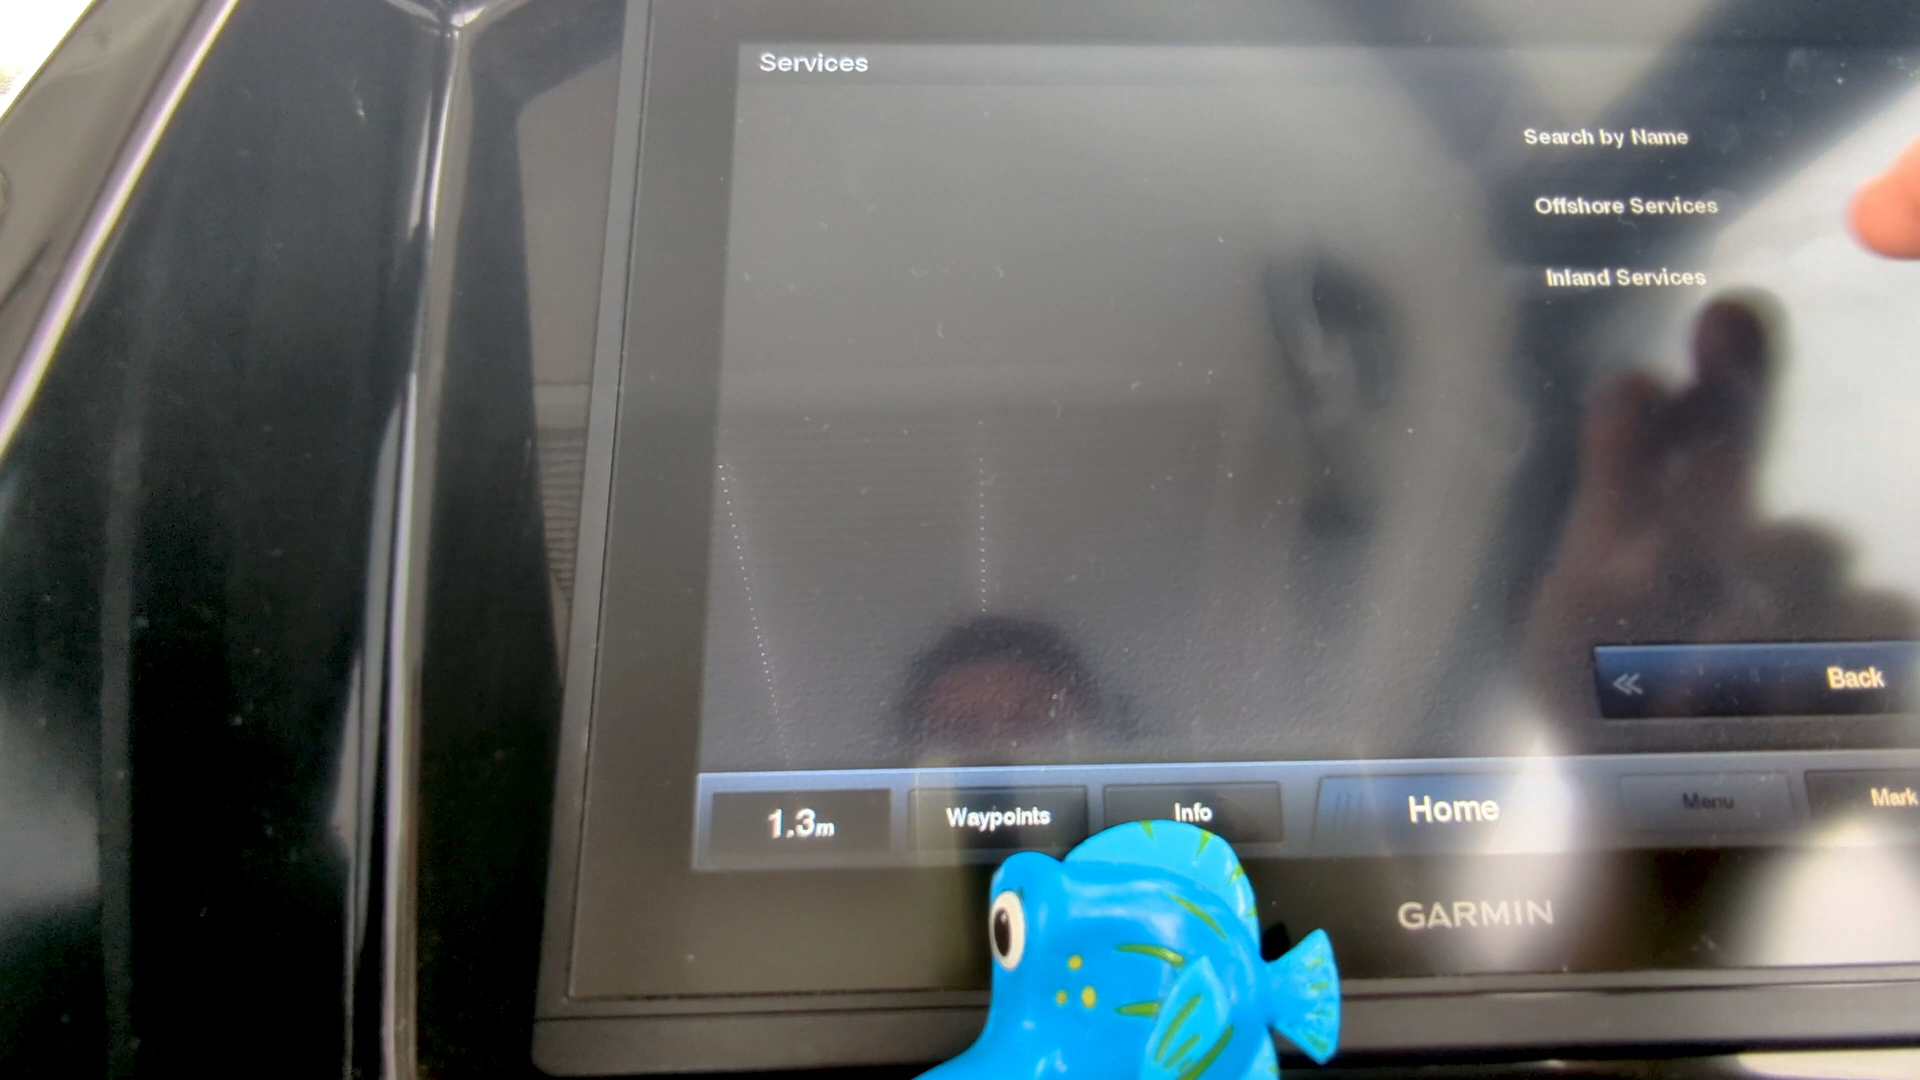 Services
Search by Name
Offshore Services
Inland Services
Back
1.3m
Waypoints
Info
Home
Menu
Mark
GARMIN